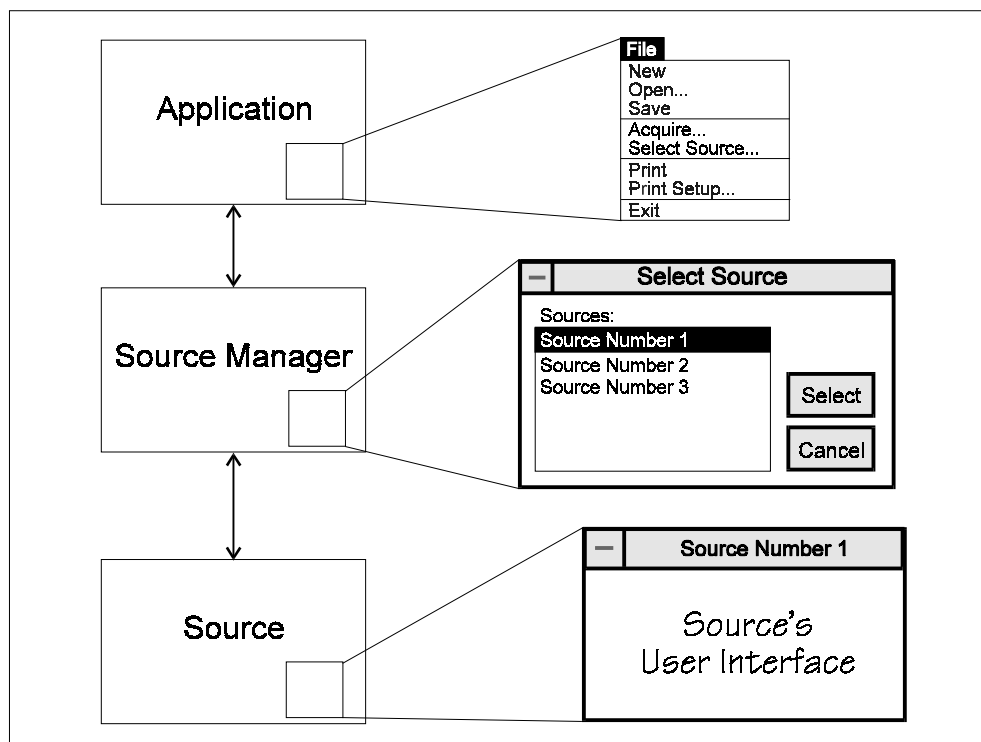 Application
File
New
Open...
Save
Acquire...
Select Source...
Print
Print Setup...
Exit
Source Manager
Select Source
Sources:
Source Number 1
Source Number 2
Source Number 3
Select
Cancel
Source
Source Number 1
Source's
User Interface